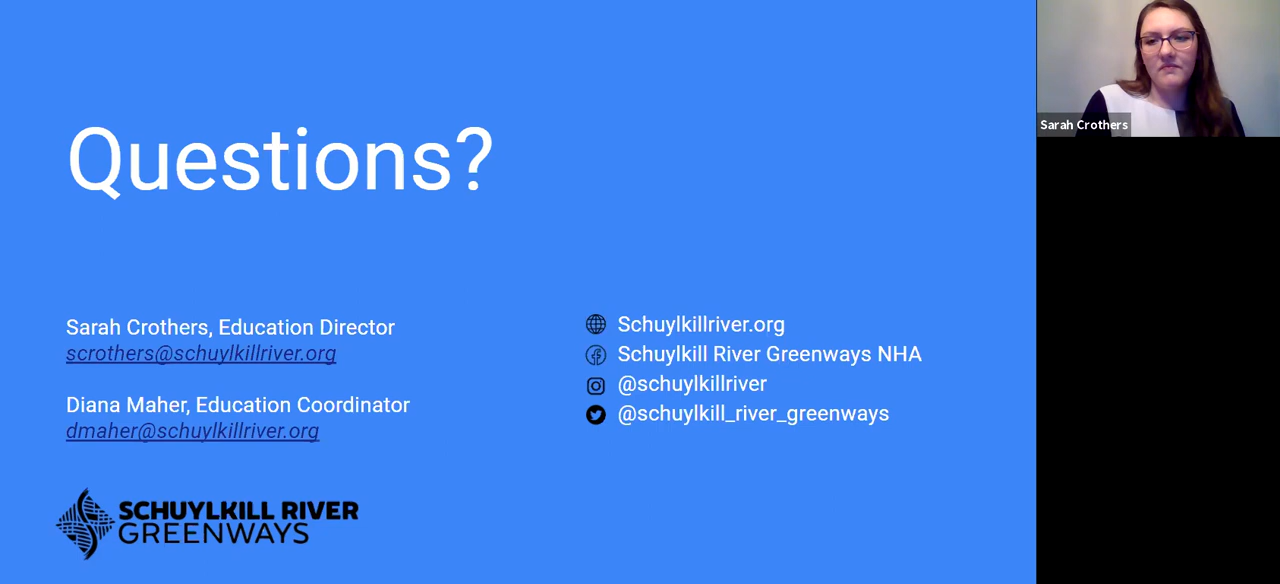 Questions?
Sarah Crothers, Education Director
scrothers@schuylkillriver.org
Diana Maher, Education Coordinator
dmaher@schuylkillriver.org
Schuylkillriver.org
Schuylkill River Greenways NHA
@schuylkillriver
@schuylkill_river_greenways
SCHUYLKILL RIVER
GREENWAYS
Sarah Crothers